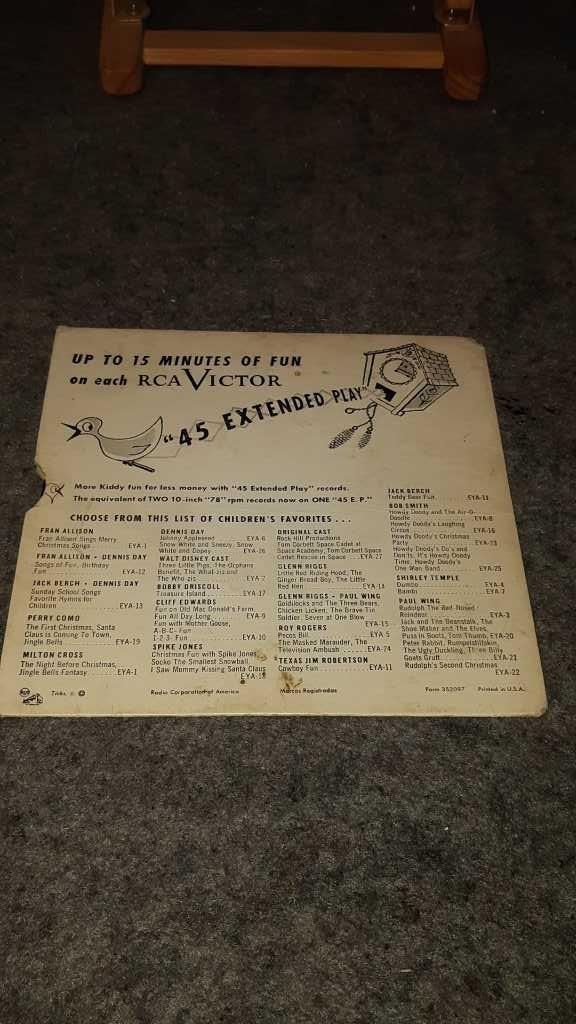 UP TO 15 MINUTES OF FUN
on each RCA VICTOR
"45 EXTENDED PLAY"
More Kiddy fun for less money with "45 Extended Play" records.
The equivalent of TWO 10-inch "78" rpm records now on ONE "45 E.P."
CHOOSE FROM THIS LIST OF CHILDREN'S FAVORITES...
FRAN ALLISON
Fran Allison Sings Merry
Christmas Songs ..... EYA-1
FRAN ALLISON - DENNIS DAY
Songs of Fun, Birthday
Fun ..... EYA-12
JACK BERCH - DENNIS DAY
Sunday School Songs
Favorite Hymns for
Children ..... EYA-13
PERRY COMO
The First Christmas, Santa
Claus is Coming To Town,
Jingle Bells ..... EYA-19
MILTON CROSS
The Night Before Christmas,
Jingle Bells Fantasy ..... EYA-1
DENNIS DAY
Johnny Appleseed ..... EYA-6
Snow White and Sneezy, Snow
White and Dopey ..... EYA-26
WALT DISNEY CAST
Three Little Pigs, The Orphans
Benefit, The What-zis and
The Who-zis ..... EYA-2
BOBBY DRISCOLL
Treasure Island ..... EYA-17
CLIFF EDWARDS
Fun on Old Mac Donald's Farm,
Fun All Day Long ..... EYA-9
Fun with Mother Goose,
A-B-C- Fun
1-2-3- Fun ..... EYA-10
SPIKE JONES
Christmas Fun with Spike Jones,
Socko The Smallest Snowball,
I Saw Mommy Kissing Santa Claus
ORIGINAL CAST
Rock Hill Productions
Tom Corbett Space Cadet at
Space Academy, Tom Corbett Space
Cadet Rescue in Space ..... EYA-27
GLENN RIGGS
Little Red Riding Hood, The
Ginger Bread Boy, The Little
Red Hen ..... EYA-14
GLENN RIGGS - PAUL WING
Goldilocks and The Three Bears,
Chicken Licken, The Brave Tin
Soldier, Seven at One Blow
..... EYA-15
ROY ROGERS
Pecos Bill ..... EYA 5
The Masked Marauder, The
Television Ambush ..... EYA-24
TEXAS JIM ROBERTSON
Cowboy Fun ..... EYA-11
JACK BERCH
Teddy Bear Fun ..... EYA-11
BOB SMITH
Howdy Doody and The Air-O-
Doodle ..... EYA-8
Howdy Doody's Laughing
Circus ..... EYA-16
Howdy Doody's Christmas
Party ..... EYA-23
Howdy Doody's Do's and
Don'ts, It's Howdy Doody
Time, Howdy Doody's
One Man Band ..... EYA-25
SHIRLEY TEMPLE
Dumbo ..... EYA-4
Bambi ..... EYA-7
PAUL WING
Rudolph The Red Nosed
Reindeer ..... EYA-3
Jack and The Beanstalk, The
Shoe Maker and The Elves,
Puss in Boots, Tom Thumb, EYA-20
Peter Rabbit, Rumpelstiltskin,
The Ugly Duckling, Three Billy
Goats Gruff ..... EYA-21
Rudolph's Second Christmas
..... EYA-22
Tmks. ®
Radio Corporation of America
Marcas Registradas
Form 352097
Printed in U.S.A.